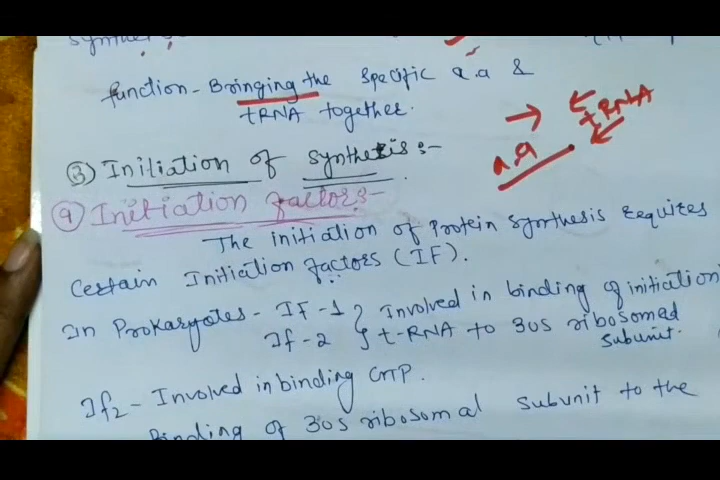 function - Bringing the specific a.a &
tRNA together.
a.a tRNA
③ Initiation of synthesis :-
ⓐ Initiation factors :-
The initiation of Protein synthesis requires
certain Initiation factors (IF).
In Prokaryotes - IF-1 } Involved in binding of initiation
If-2 } t-RNA to 30s ribosomal
subunit.
If2 - Involved in binding GTP.
Binding of 30s ribosomal subunit to the